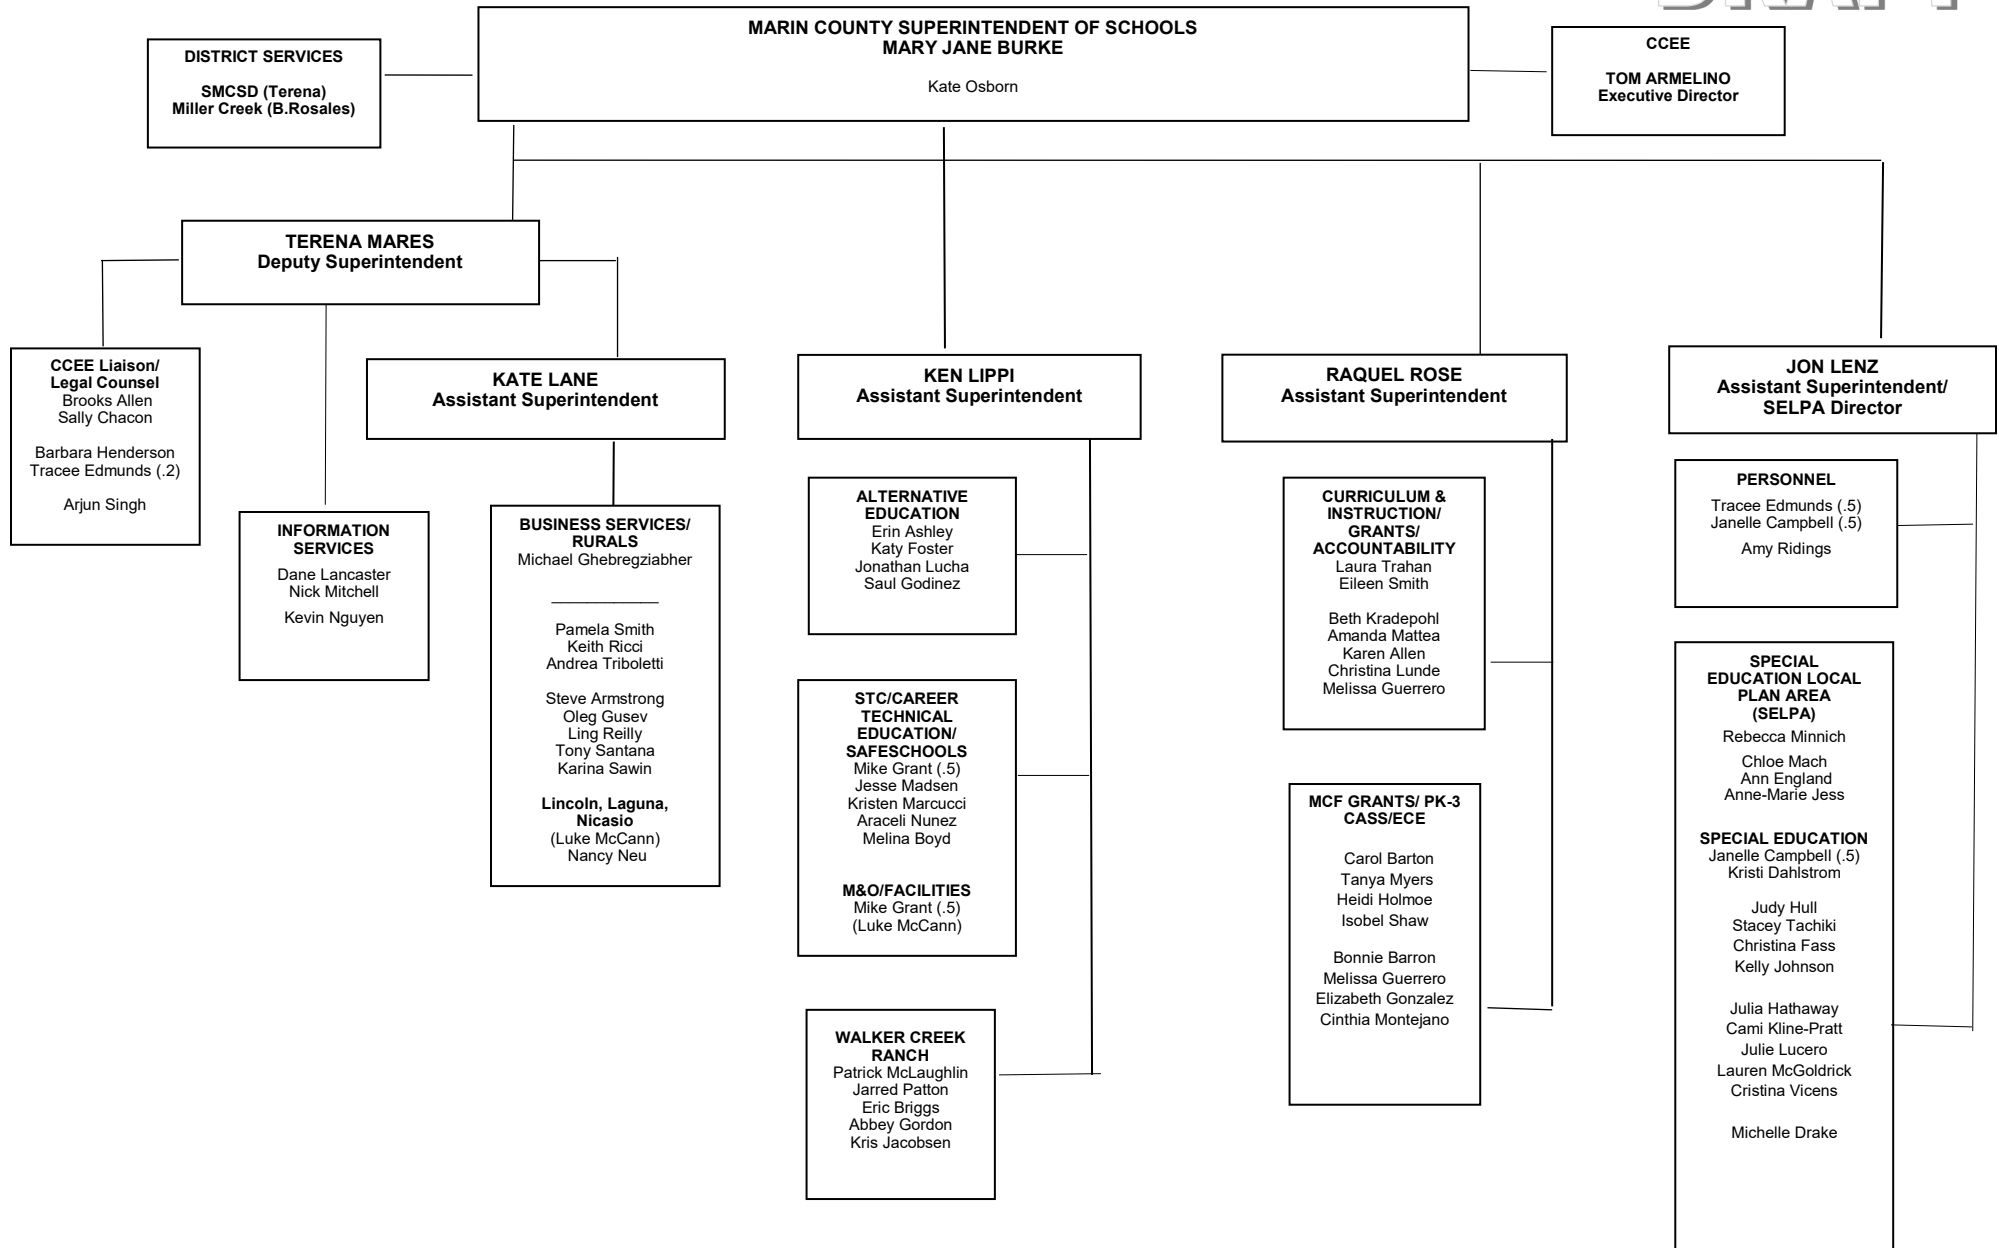 DRAFT
MARIN COUNTY SUPERINTENDENT OF SCHOOLS
MARY JANE BURKE
Kate Osborn
DISTRICT SERVICES
SMCSD (Terena)
Miller Creek (B.Rosales)
CCEE
TOM ARMELINO
Executive Director
TERENA MARES
Deputy Superintendent
CCEE Liaison/
Legal Counsel
Brooks Allen
Sally Chacon
Barbara Henderson
Tracee Edmunds (.2)
Arjun Singh
INFORMATION
SERVICES
Dane Lancaster
Nick Mitchell
Kevin Nguyen
KATE LANE
Assistant Superintendent
BUSINESS SERVICES/
RURALS
Michael Ghebregziabher
_____________
Pamela Smith
Keith Ricci
Andrea Triboletti
Steve Armstrong
Oleg Gusev
Ling Reilly
Tony Santana
Karina Sawin
Lincoln, Laguna,
Nicasio
(Luke McCann)
Nancy Neu
KEN LIPPI
Assistant Superintendent
ALTERNATIVE
EDUCATION
Erin Ashley
Katy Foster
Jonathan Lucha
Saul Godinez
STC/CAREER
TECHNICAL
EDUCATION/
SAFESCHOOLS
Mike Grant (.5)
Jesse Madsen
Kristen Marcucci
Araceli Nunez
Melina Boyd
M&O/FACILITIES
Mike Grant (.5)
(Luke McCann)
WALKER CREEK
RANCH
Patrick McLaughlin
Jarred Patton
Eric Briggs
Abbey Gordon
Kris Jacobsen
RAQUEL ROSE
Assistant Superintendent
CURRICULUM &
INSTRUCTION/
GRANTS/
ACCOUNTABILITY
Laura Trahan
Eileen Smith
Beth Kradepohl
Amanda Mattea
Karen Allen
Christina Lunde
Melissa Guerrero
MCF GRANTS/ PK-3
CASS/ECE
Carol Barton
Tanya Myers
Heidi Holmoe
Isobel Shaw
Bonnie Barron
Melissa Guerrero
Elizabeth Gonzalez
Cinthia Montejano
JON LENZ
Assistant Superintendent/
SELPA Director
PERSONNEL
Tracee Edmunds (.5)
Janelle Campbell (.5)
Amy Ridings
SPECIAL
EDUCATION LOCAL
PLAN AREA
(SELPA)
Rebecca Minnich
Chloe Mach
Ann England
Anne-Marie Jess
SPECIAL EDUCATION
Janelle Campbell (.5)
Kristi Dahlstrom
Judy Hull
Stacey Tachiki
Christina Fass
Kelly Johnson
Julia Hathaway
Cami Kline-Pratt
Julie Lucero
Lauren McGoldrick
Cristina Vicens
Michelle Drake